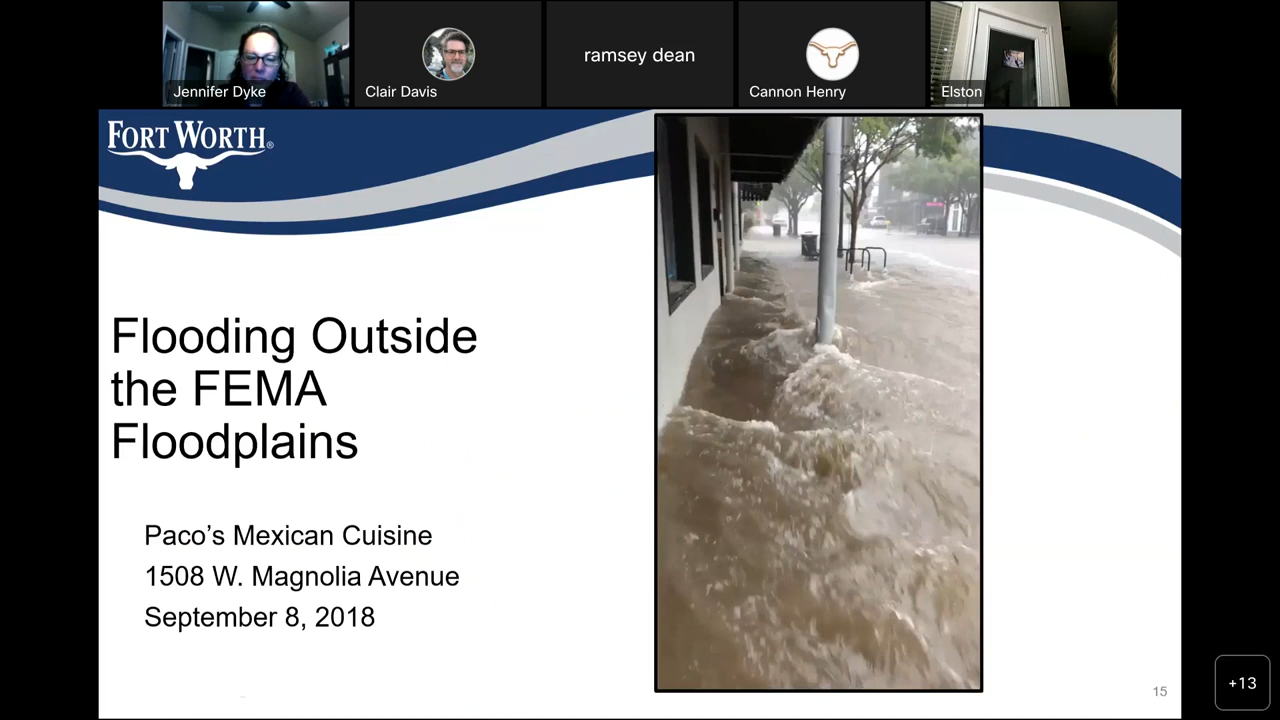 ramsey dean
Jennifer Dyke
Clair Davis
Cannon Henry
Elston
FORT WORTH®
Flooding Outside
the FEMA
Floodplains
Paco's Mexican Cuisine
1508 W. Magnolia Avenue
September 8, 2018
15
+13